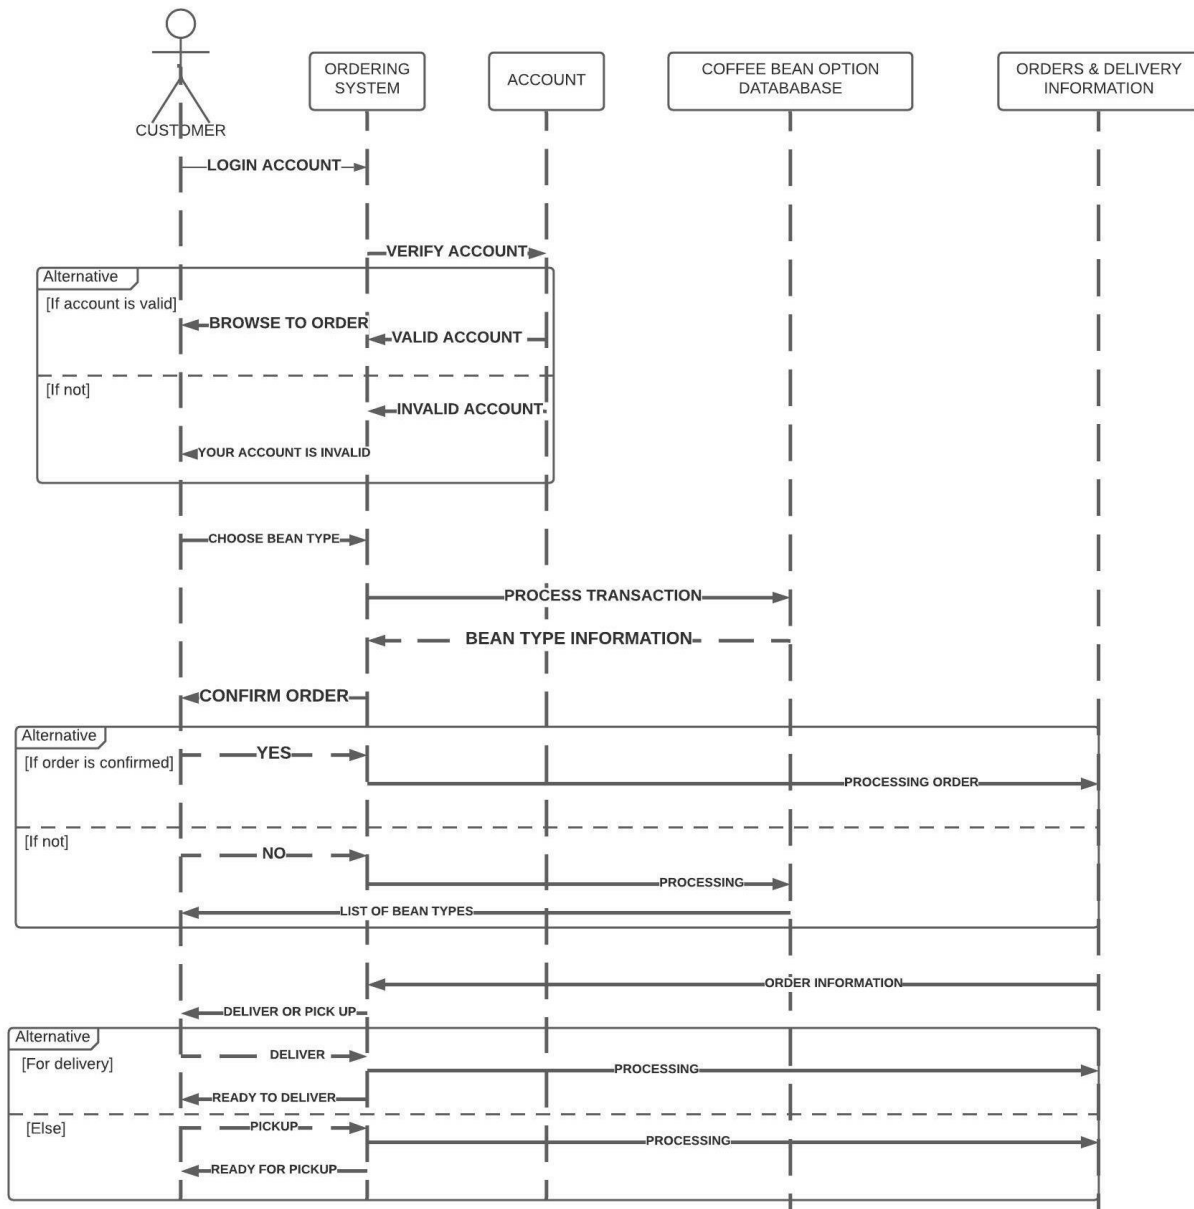 CUSTOMER
ORDERING
SYSTEM
ACCOUNT
COFFEE BEAN OPTION
DATABABASE
ORDERS & DELIVERY
INFORMATION
LOGIN ACCOUNT
VERIFY ACCOUNT
Alternative
[If account is valid]
BROWSE TO ORDER
VALID ACCOUNT
[If not]
INVALID ACCOUNT
YOUR ACCOUNT IS INVALID
CHOOSE BEAN TYPE
PROCESS TRANSACTION
BEAN TYPE INFORMATION
CONFIRM ORDER
Alternative
YES
[If order is confirmed]
PROCESSING ORDER
[If not]
NO
PROCESSING
LIST OF BEAN TYPES
ORDER INFORMATION
DELIVER OR PICK UP
Alternative
DELIVER
[For delivery]
PROCESSING
READY TO DELIVER
[Else]
PICKUP
PROCESSING
READY FOR PICKUP